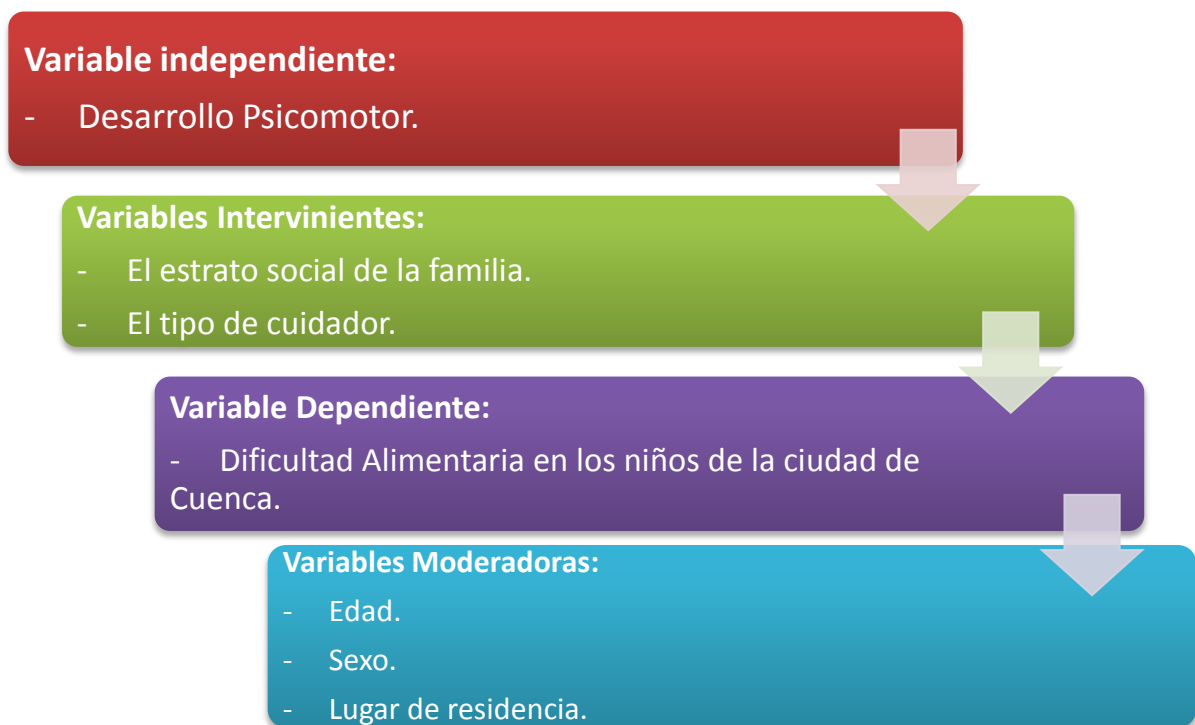 Variable independiente:
- Desarrollo Psicomotor.
Variables Intervinientes:
- El estrato social de la familia.
- El tipo de cuidador.
Variable Dependiente:
- Dificultad Alimentaria en los niños de la ciudad de
Cuenca.
Variables Moderadoras:
- Edad.
- Sexo.
- Lugar de residencia.